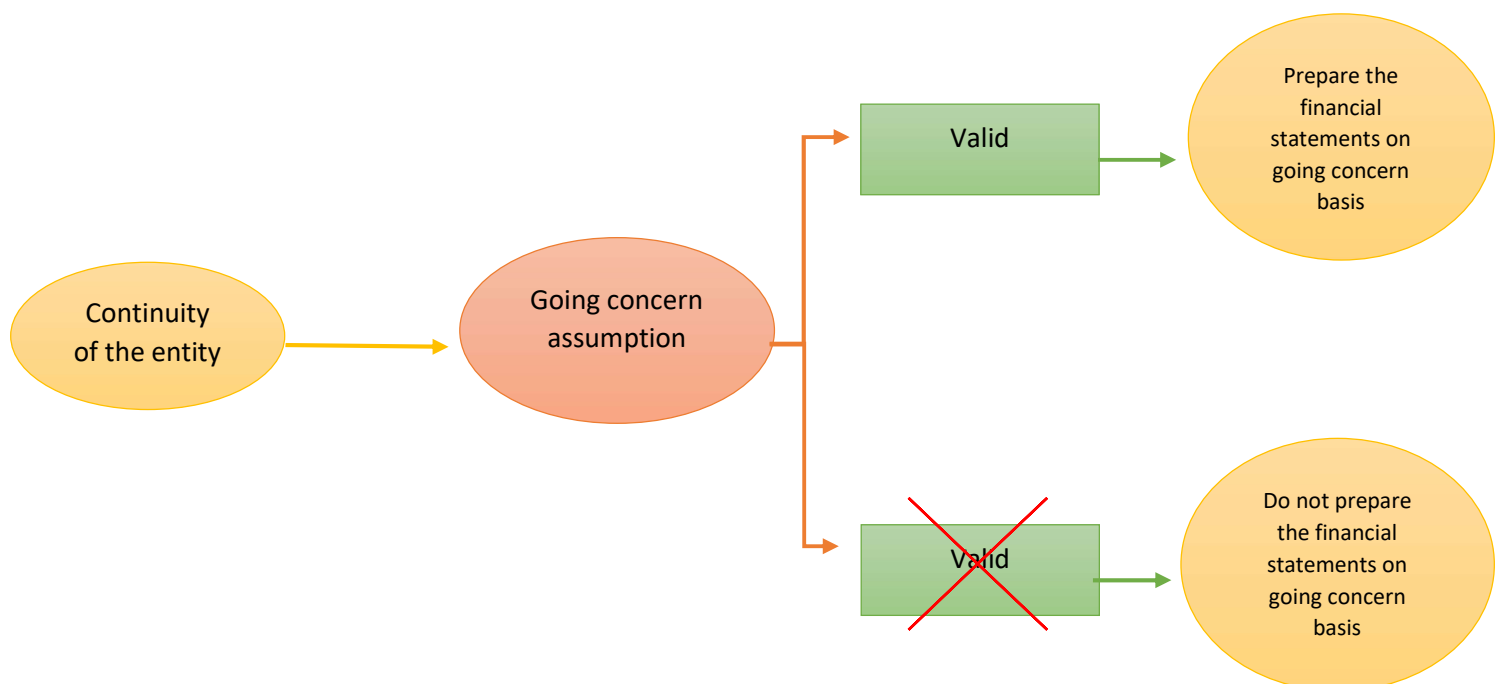 Continuity
of the entity
Going concern
assumption
Valid
Prepare the
financial
statements on
going concern
basis
Valid
Do not prepare
the financial
statements on
going concern
basis